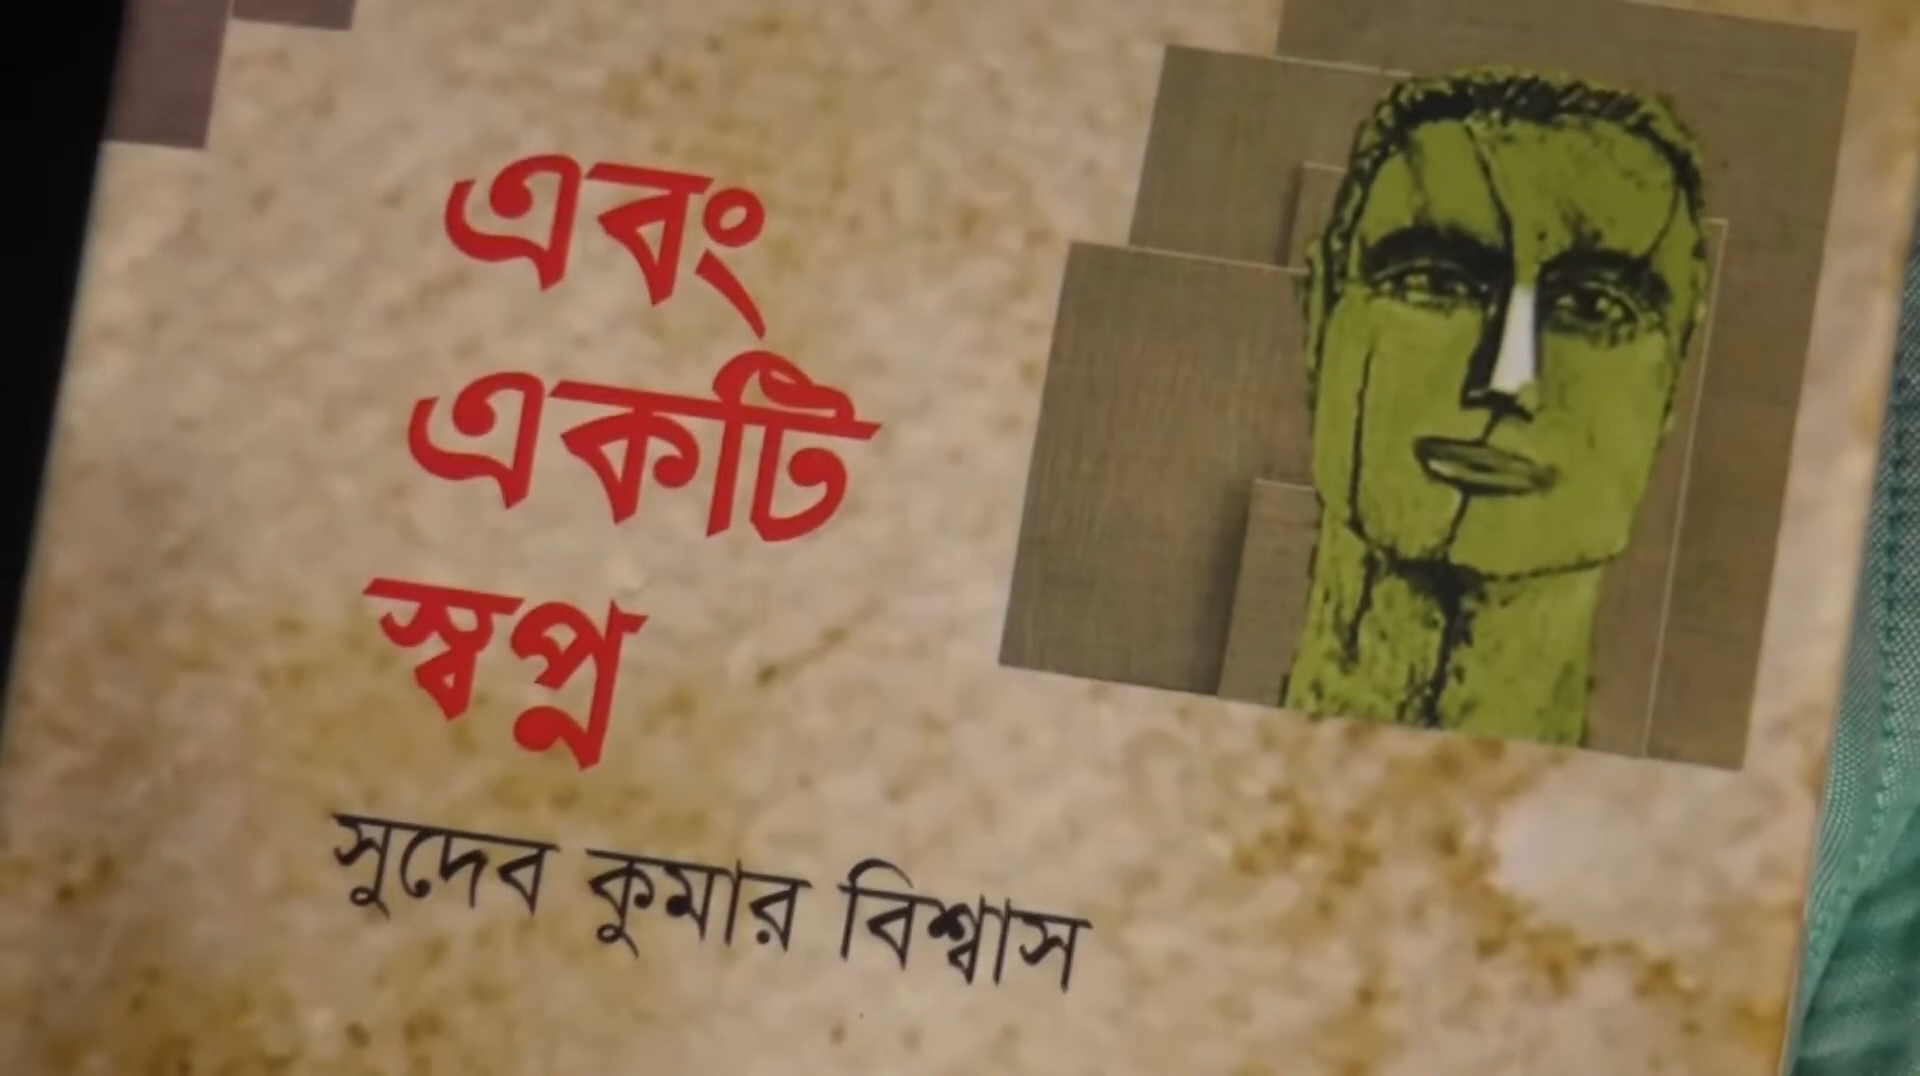 এবং
একটি
স্বপ্ন
সুদেব কুমার বিশ্বাস